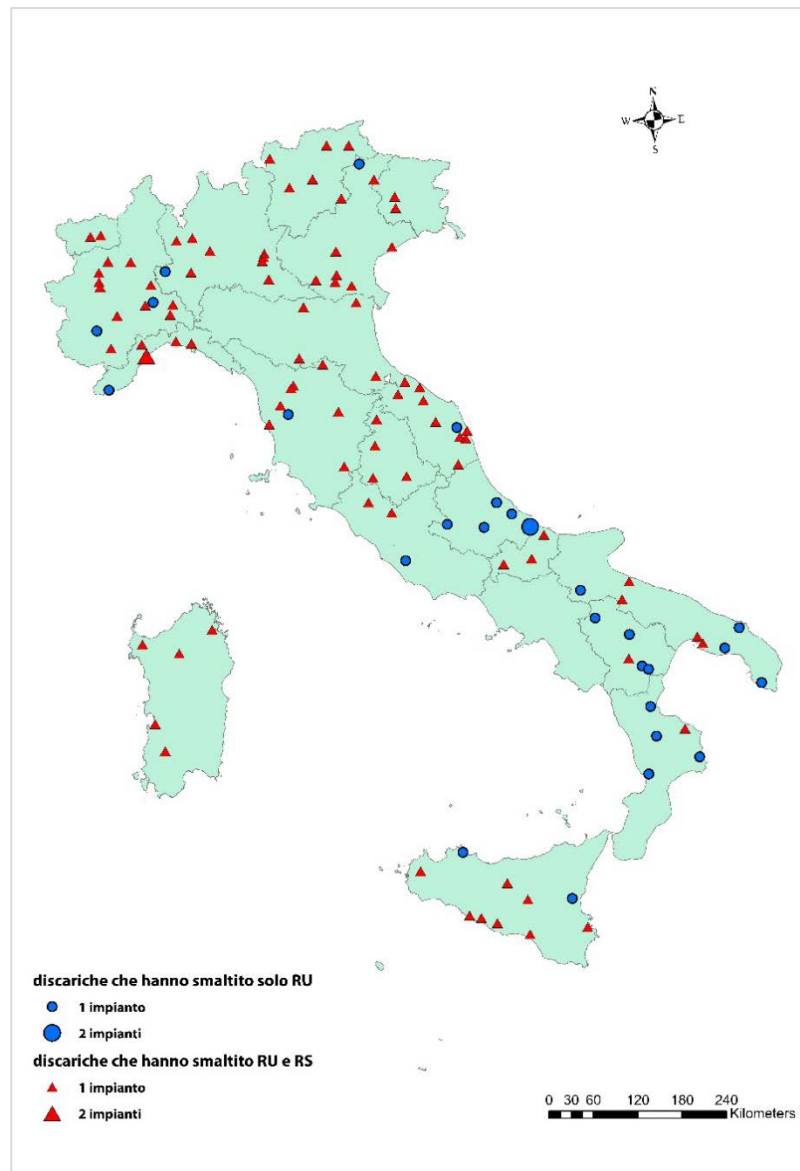 N
W E
S
discariche che hanno smaltito solo RU
1 impianto
2 impianti
discariche che hanno smaltito RU e RS
1 impianto
2 impianti
0 30 60 120 180 240
Kilometers